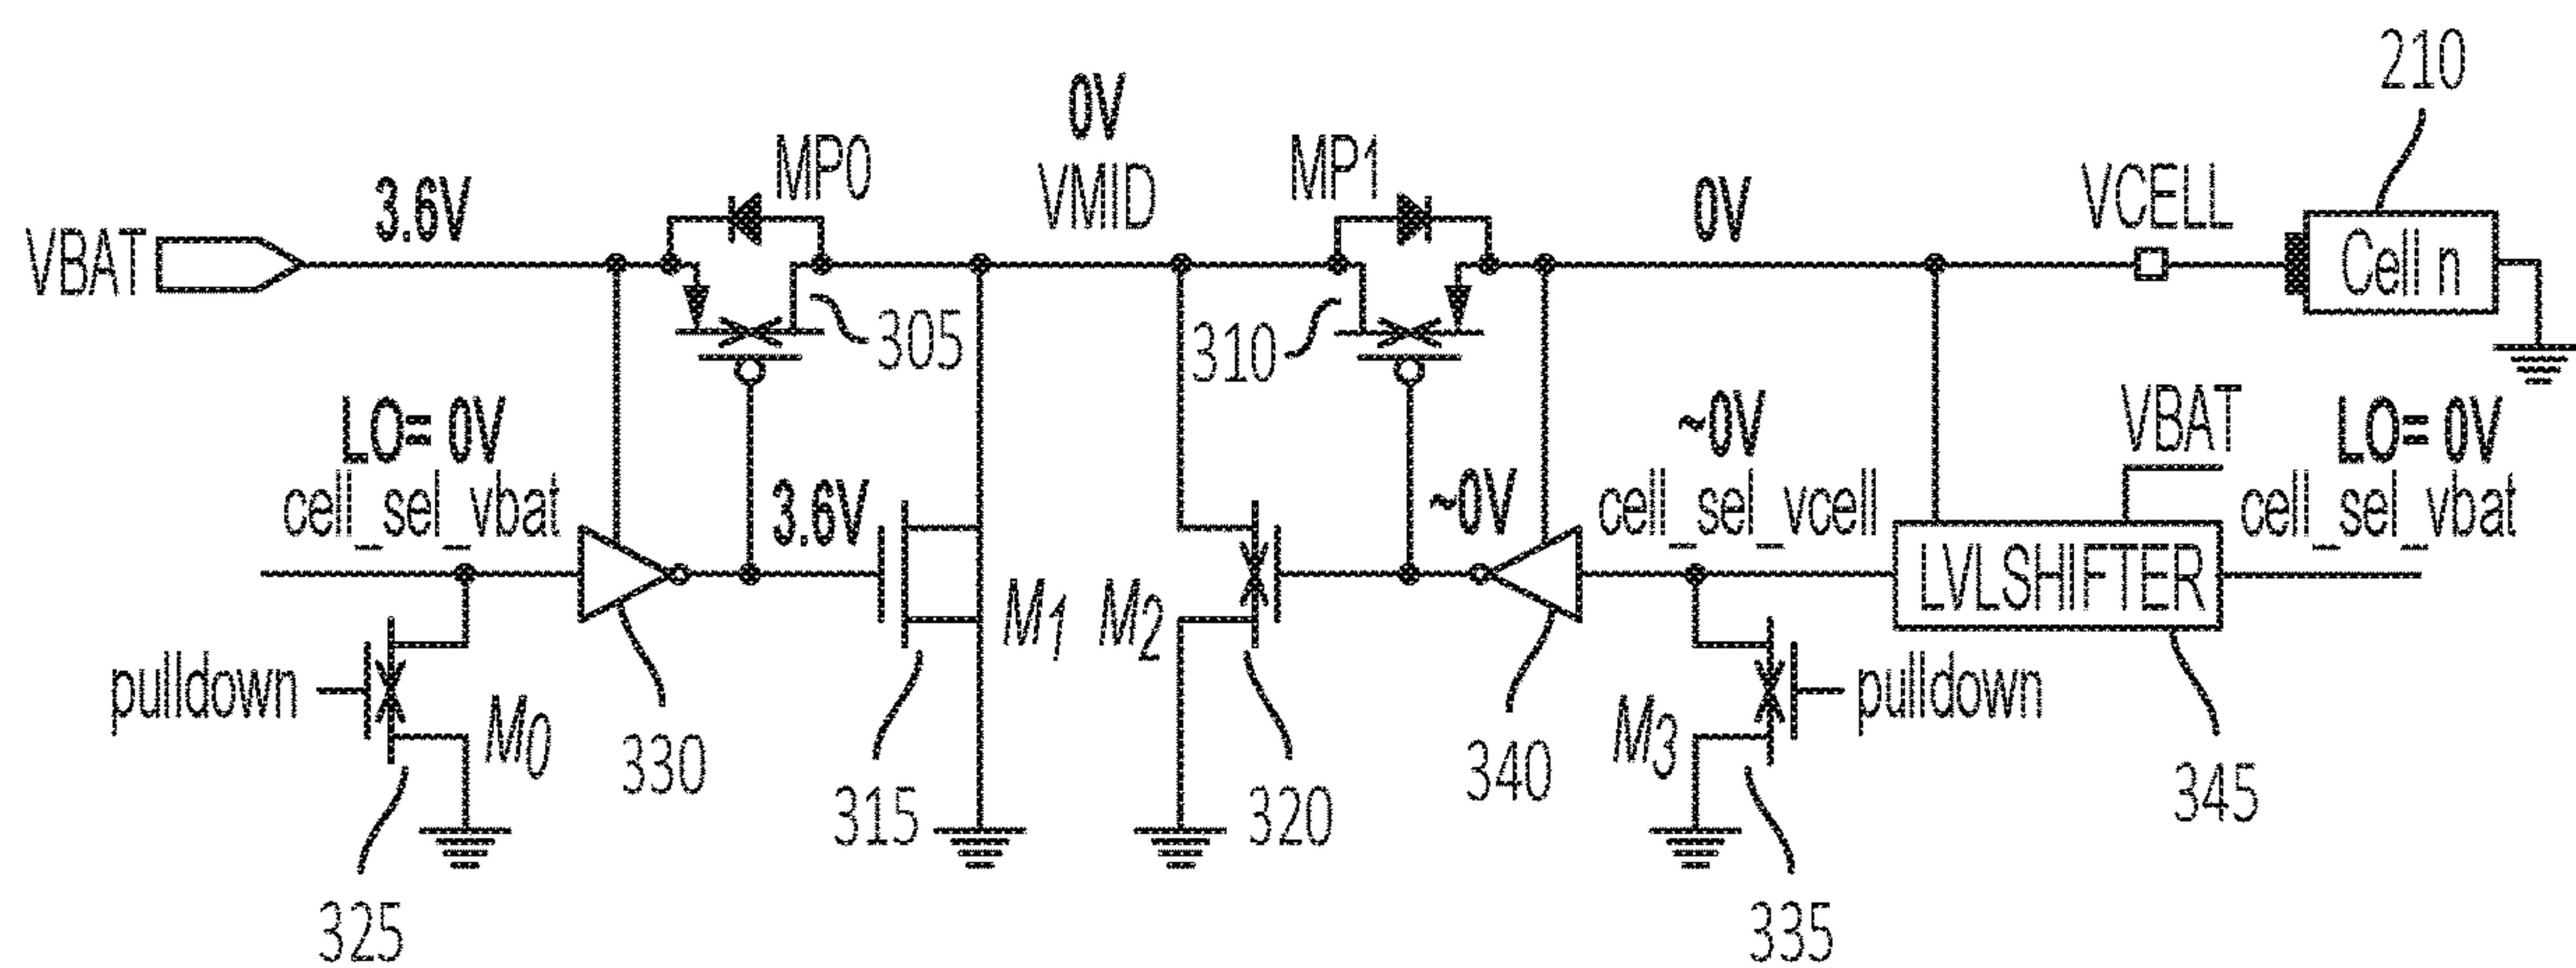 210
0V
MP0
VMID
MP1
3.6V
0V
VCELL
VBAT
Cell n
305
310
LO= 0V
cell_sel_vbat
3.6V
~0V
~0V
cell_sel_vcell
VBAT
LO= 0V
cell_sel_vbat
LVLSHIFTER
M1
M2
pulldown
M0
330
315
320
340
M3
pulldown
345
325
335